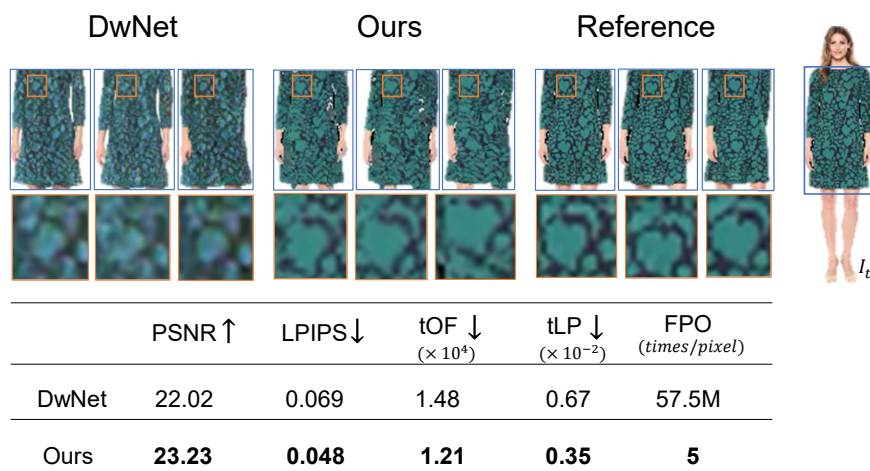 DwNet Ours Reference
I_t
PSNR ↑ LPIPS ↓ tOF ↓ tLP ↓ FPO
(× 10⁴) (× 10⁻²) (times/pixel)
DwNet 22.02 0.069 1.48 0.67 57.5M
Ours 23.23 0.048 1.21 0.35 5